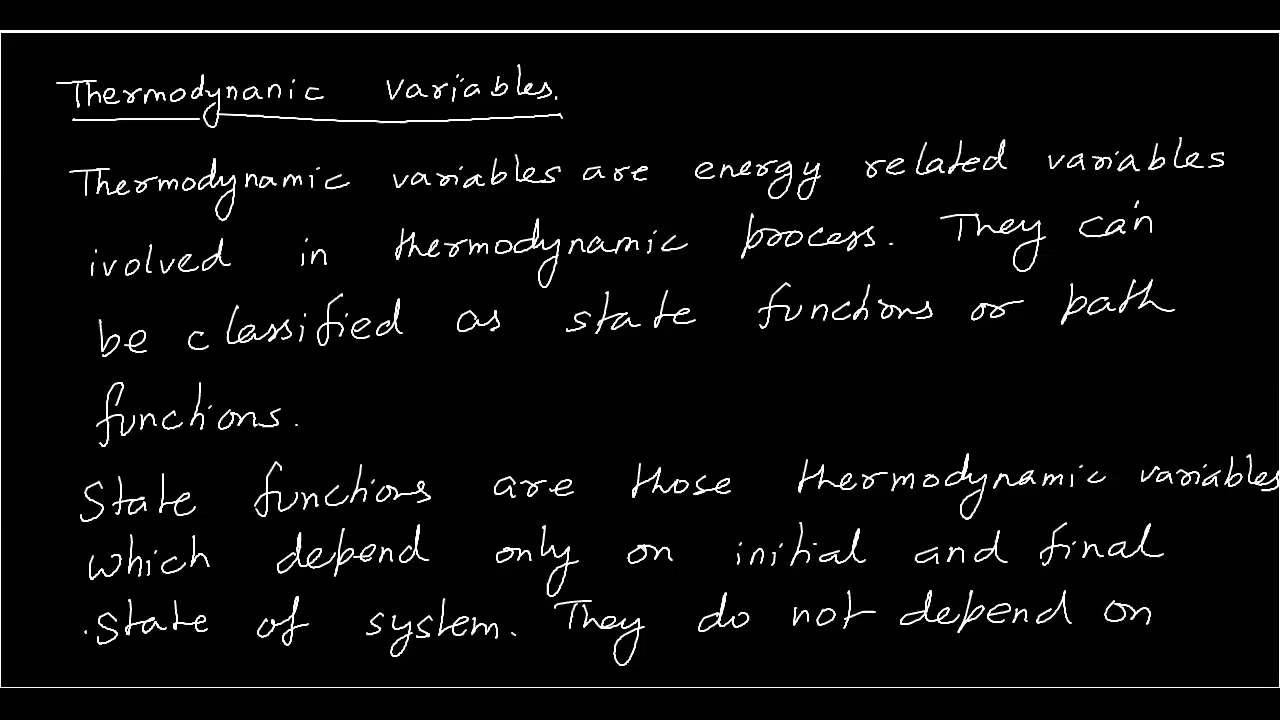 Thermodynanic variables.
Thermodynamic variables are energy related variables
ivolved in thermodynamic process. They can
be classified as state functions or path
functions.
State functions are those thermodynamic variables
which depend only on initial and final
state of system. They do not depend on